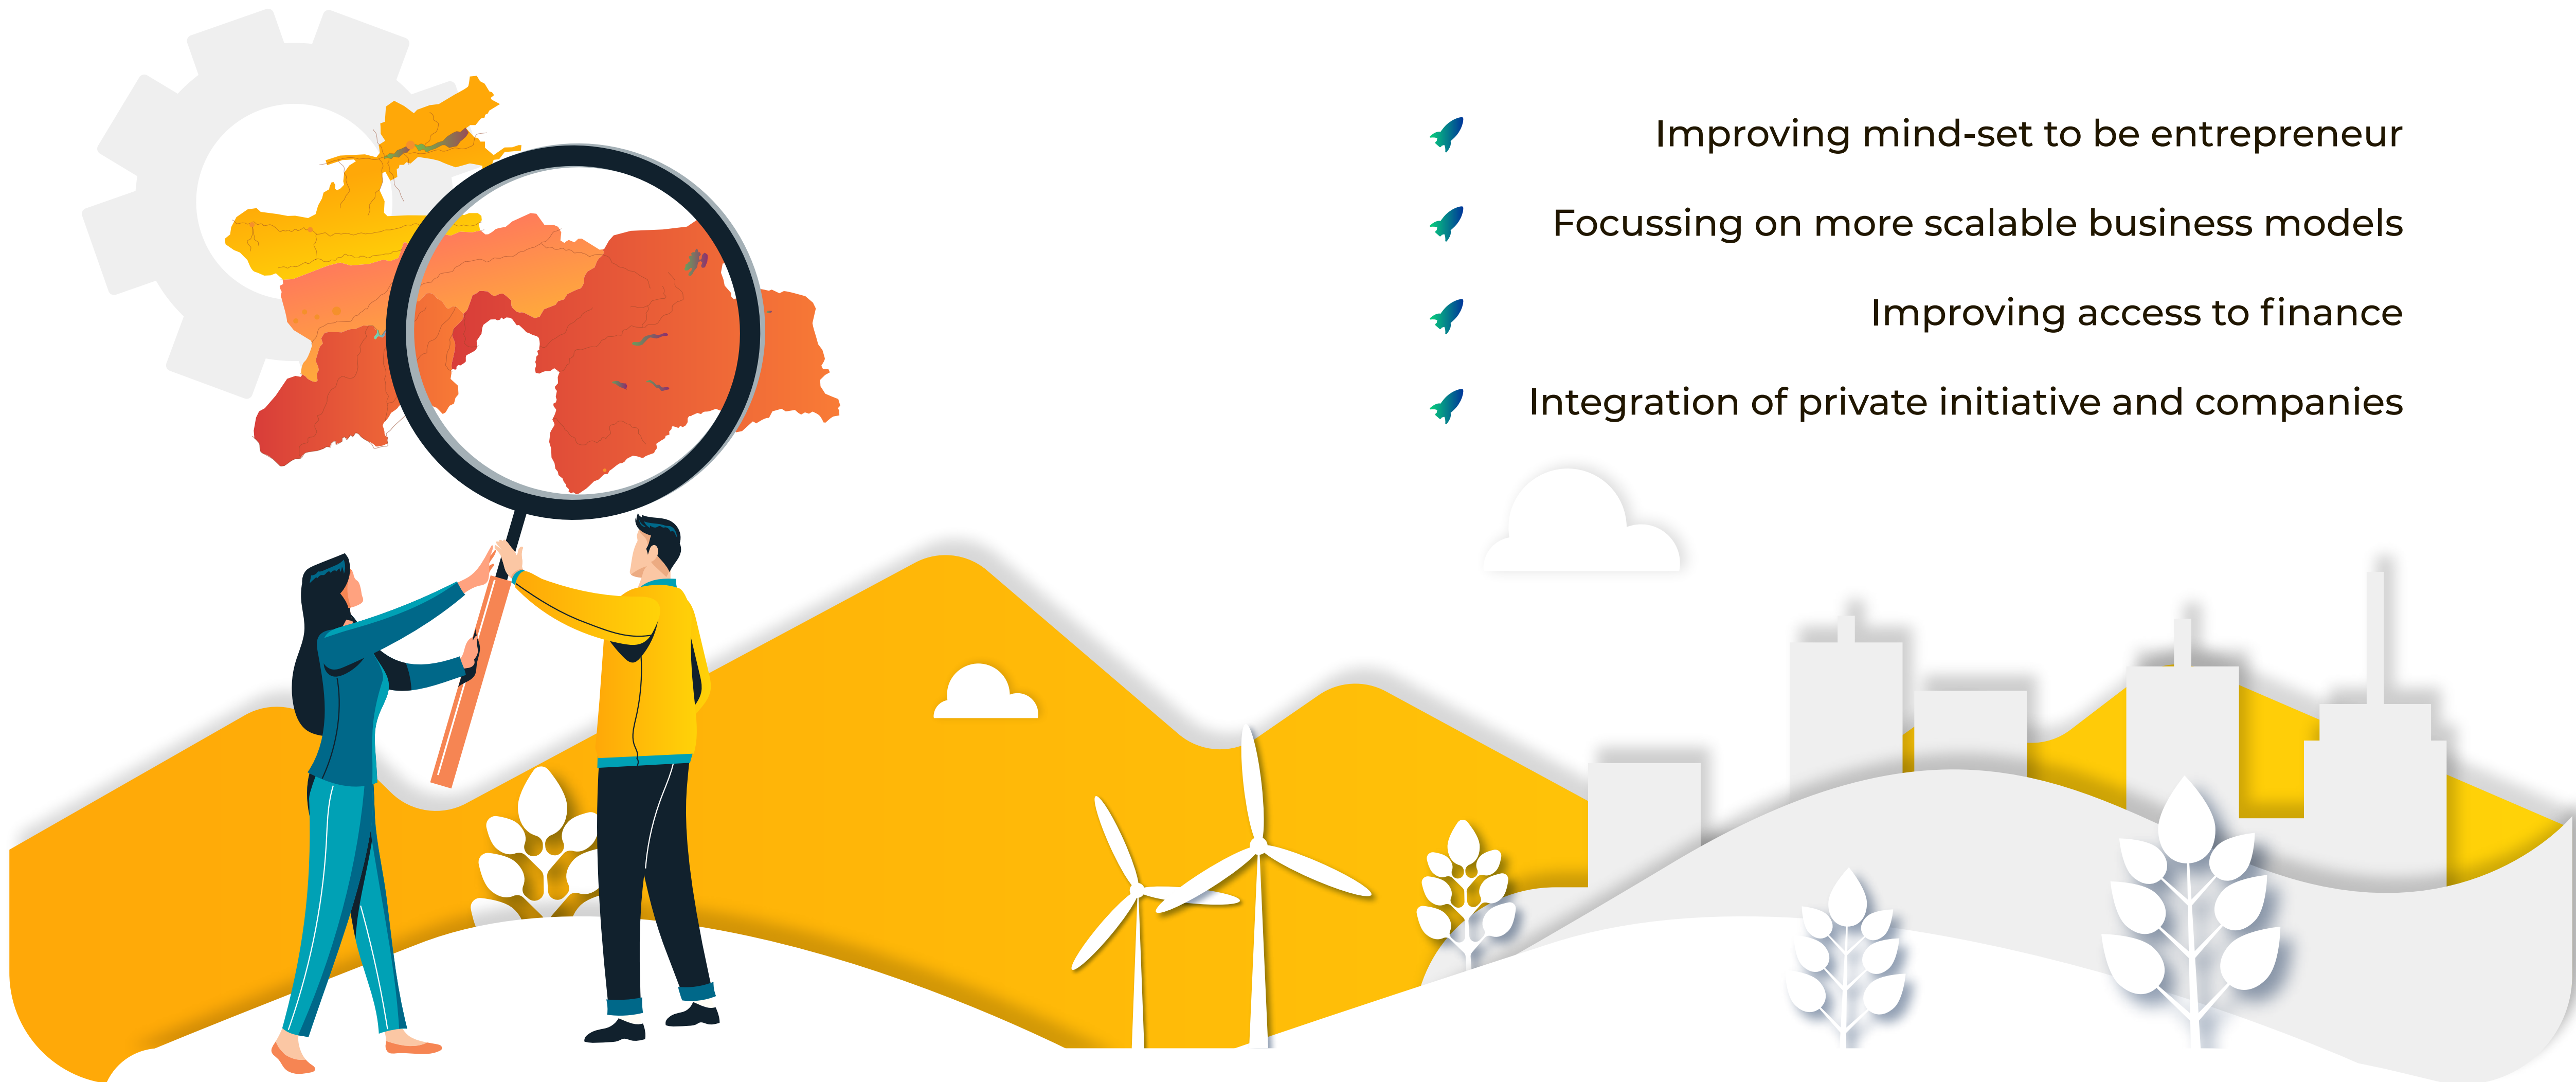 Improving mind-set to be entrepreneur
Focussing on more scalable business models
Improving access to finance
Integration of private initiative and companies